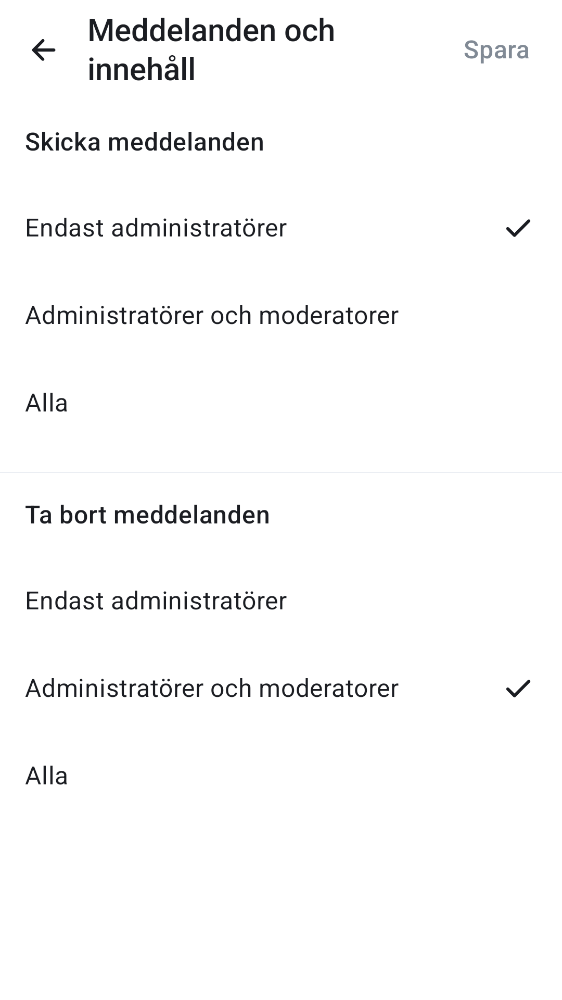 Meddelanden och
innehåll
Spara
Skicka meddelanden
Endast administratörer
Administratörer och moderatorer
Alla
Ta bort meddelanden
Endast administratörer
Administratörer och moderatorer
Alla